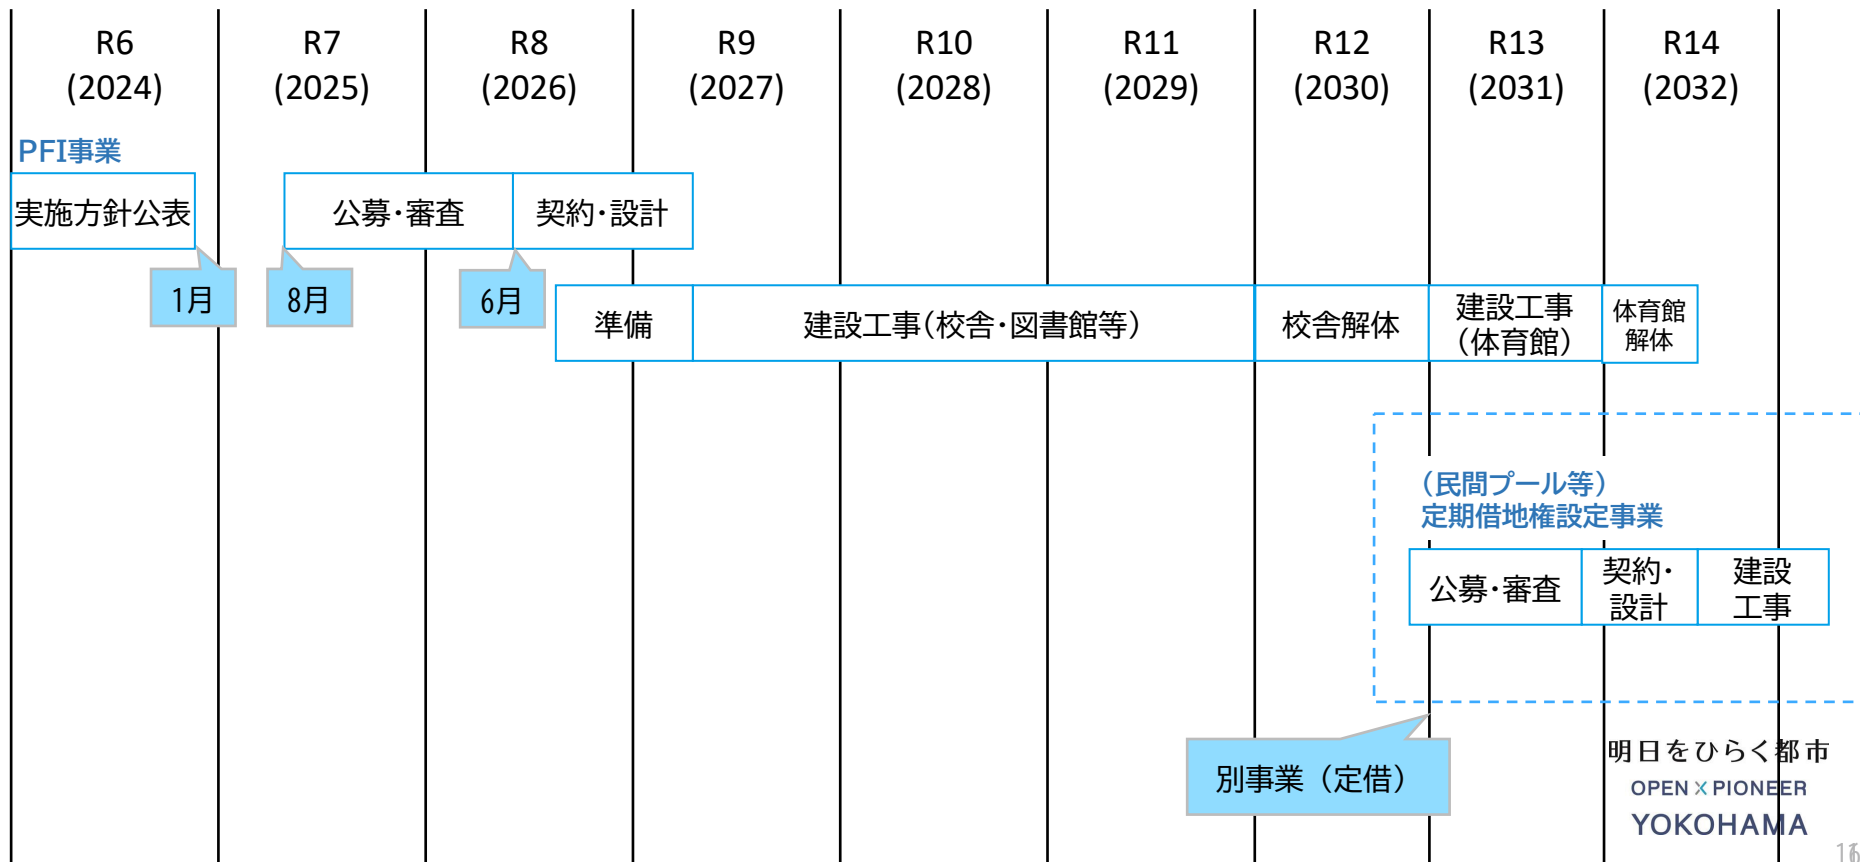 R6 R7 R8 R9 R10 R11 R12 R13 R14
(2024) (2025) (2026) (2027) (2028) (2029) (2030) (2031) (2032)
PFI事業
実施方針公表
公募・審査
契約・設計
1月
8月
6月
準備
建設工事（校舎・図書館等）
校舎解体
建設工事
（体育館）
体育館
解体
（民間プール等）
定期借地権設定事業
公募・審査
契約・
設計
建設
工事
別事業（定借）
明日をひらく都市
OPEN X PIONEER
YOKOHAMA